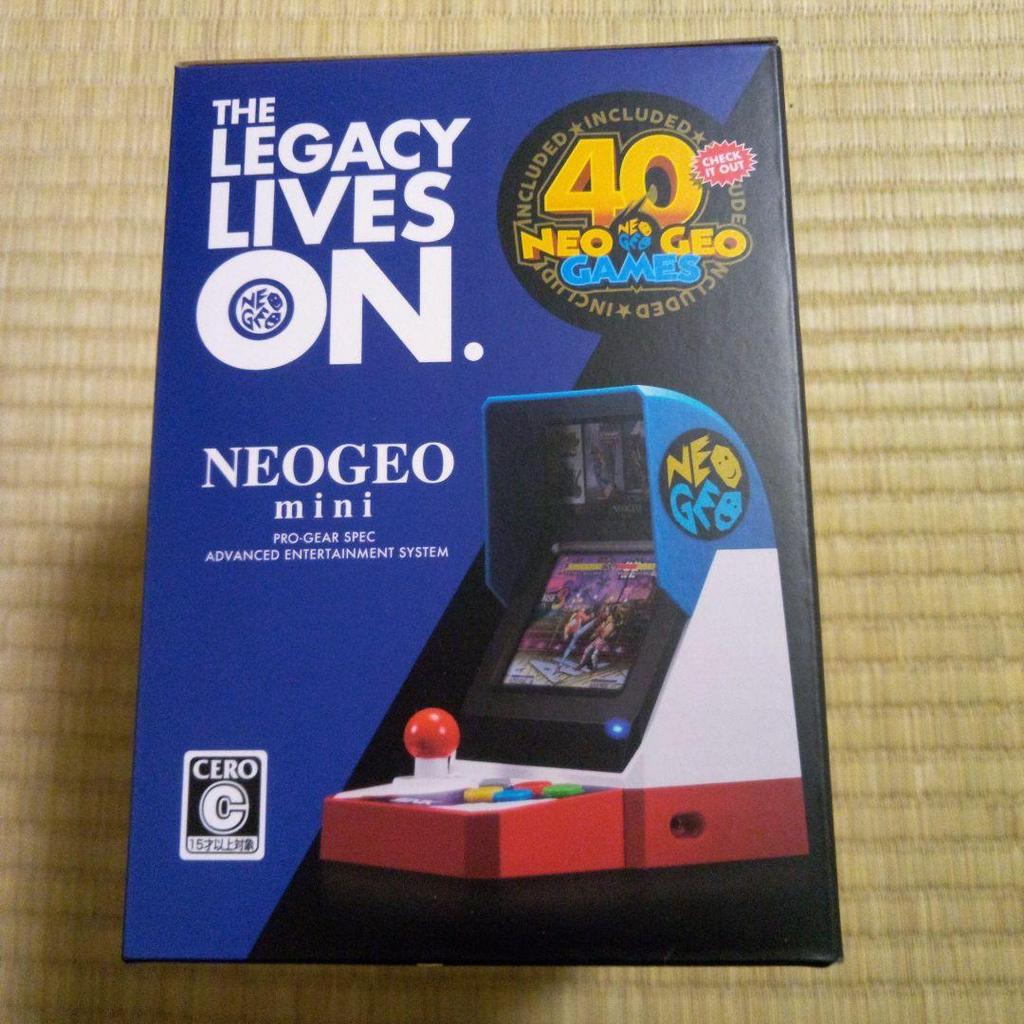 THE
LEGACY
LIVES
ON.
NEO
GEO
INCLUDED★INCLUDED★
INCLUDED★INCLUDED★
40
CHECK
IT OUT
NEO GEO
NEO
GEO
GAMES
NEOGEO
mini
PRO-GEAR SPEC
ADVANCED ENTERTAINMENT SYSTEM
NEO
GEO
CERO
C
15才以上対象